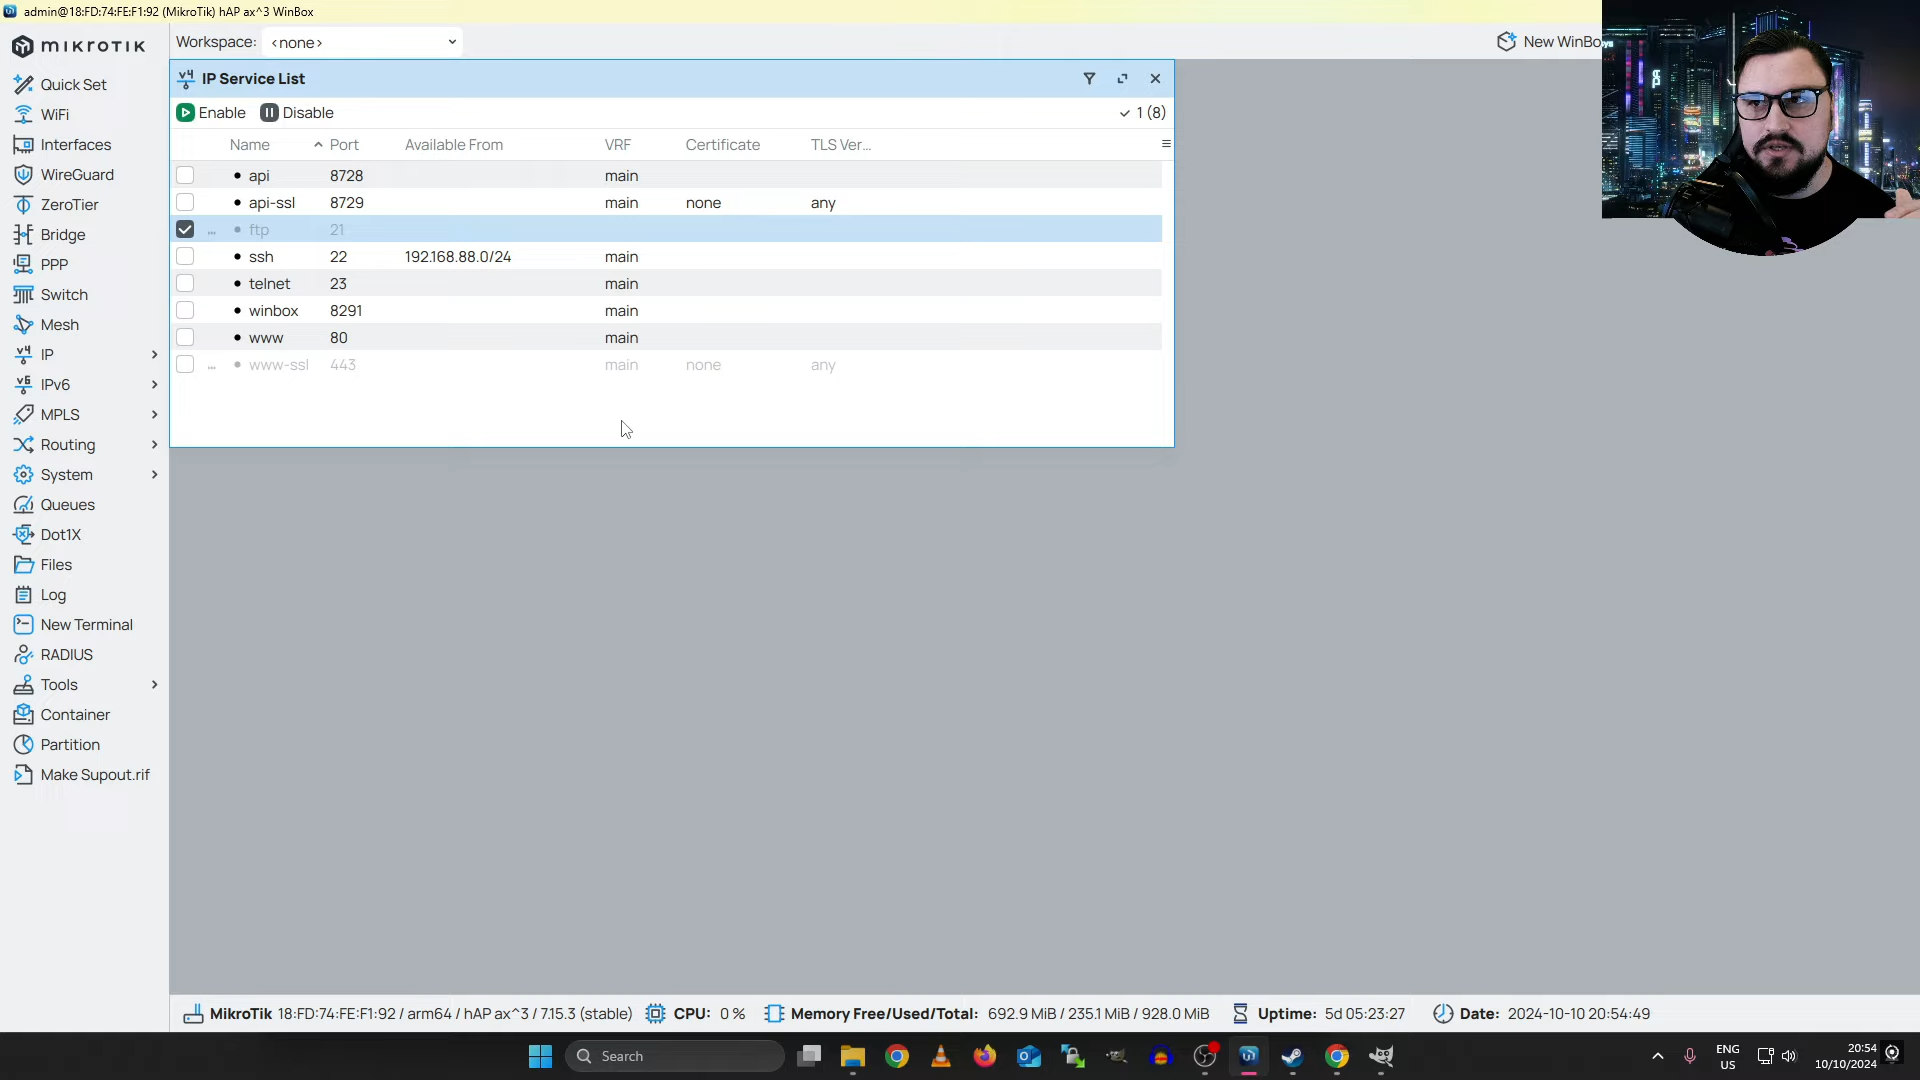 admin@18:FD:74:FE:F1:92 (MikroTik) hAP ax^3 WinBox
MIKROTIK
Workspace: <none>
New WinBo
Quick Set
WiFi
Interfaces
WireGuard
ZeroTier
Bridge
PPP
Switch
Mesh
IP
IPv6
MPLS
Routing
System
Queues
Dot1X
Files
Log
New Terminal
RADIUS
Tools
Container
Partition
Make Supout.rif
IP Service List
Enable Disable 1 (8)
Name Port Available From VRF Certificate TLS Ver...
api 8728 main
api-ssl 8729 main none any
... ftp 21
ssh 22 192.168.88.0/24 main
telnet 23 main
winbox 8291 main
www 80 main
... www-ssl 443 main none any
MikroTik 18:FD:74:FE:F1:92 / arm64 / hAP ax^3 / 7.15.3 (stable) CPU: 0 % Memory Free/Used/Total: 692.9 MiB / 235.1 MiB / 928.0 MiB Uptime: 5d 05:23:27 Date: 2024-10-10 20:54:49
Search
ENG
US
20:54
10/10/2024